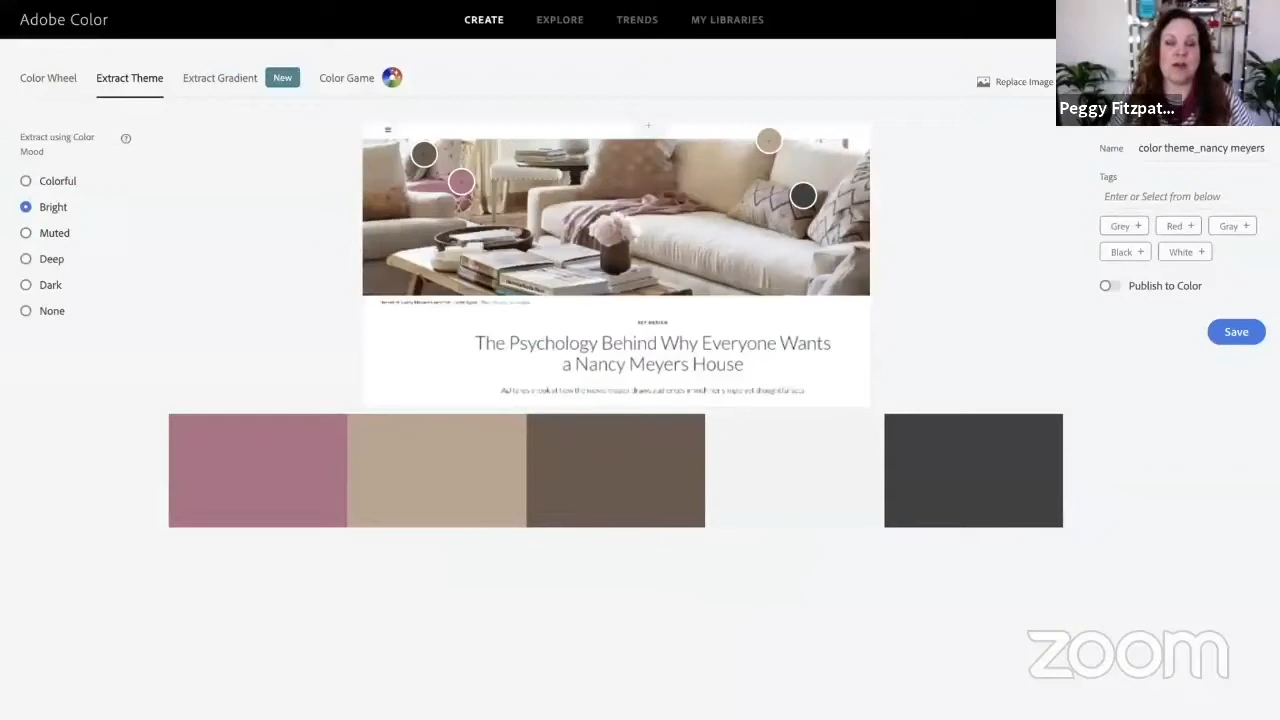 Adobe Color
CREATE
EXPLORE
TRENDS
MY LIBRARIES
Color Wheel
Extract Theme
Extract Gradient
New
Color Game
Replace Image
Peggy Fitzpat...
Extract using Color
Mood
Colorful
Bright
Muted
Deep
Dark
None
The Psychology Behind Why Everyone Wants
a Nancy Meyers House
Name
color theme_nancy meyers
Tags
Enter or Select from below
Grey +
Red +
Gray +
Black +
White +
Publish to Color
Save
zoom